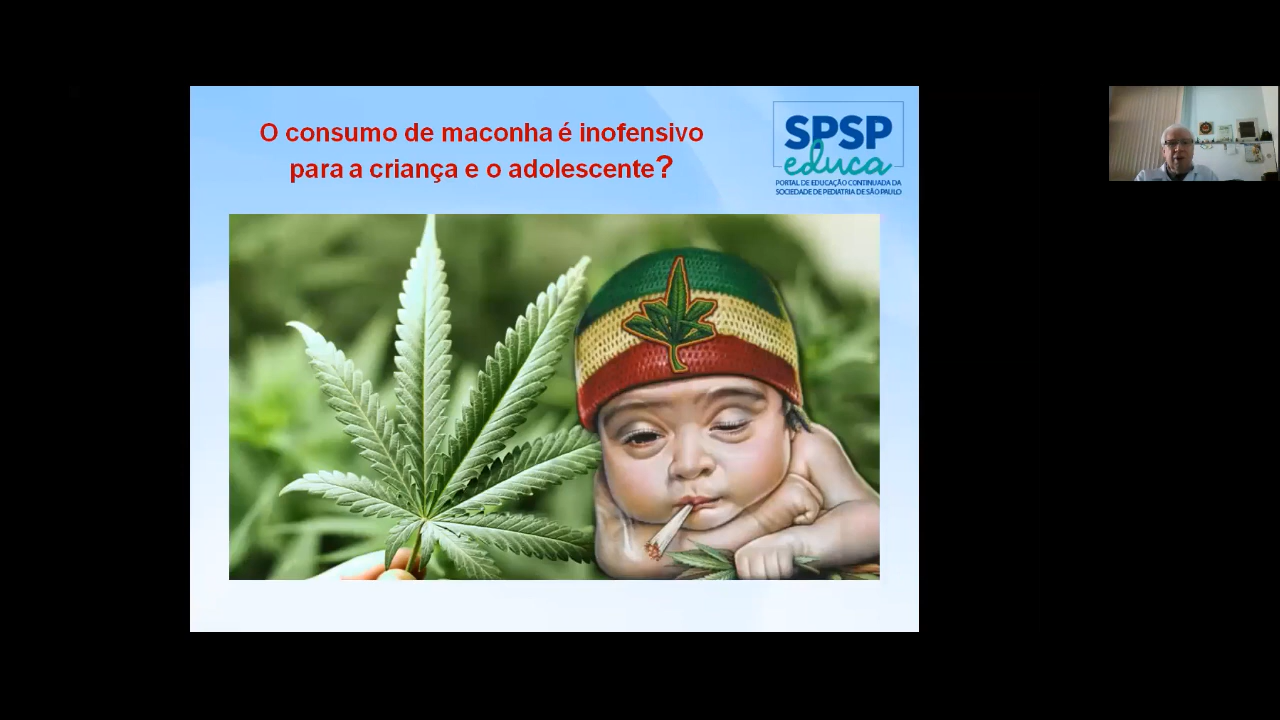 O consumo de maconha é inofensivo
para a criança e o adolescente?
SPSP
educa
PORTAL DE EDUCAÇÃO CONTINUADA DA
SOCIEDADE DE PEDIATRIA DE SÃO PAULO